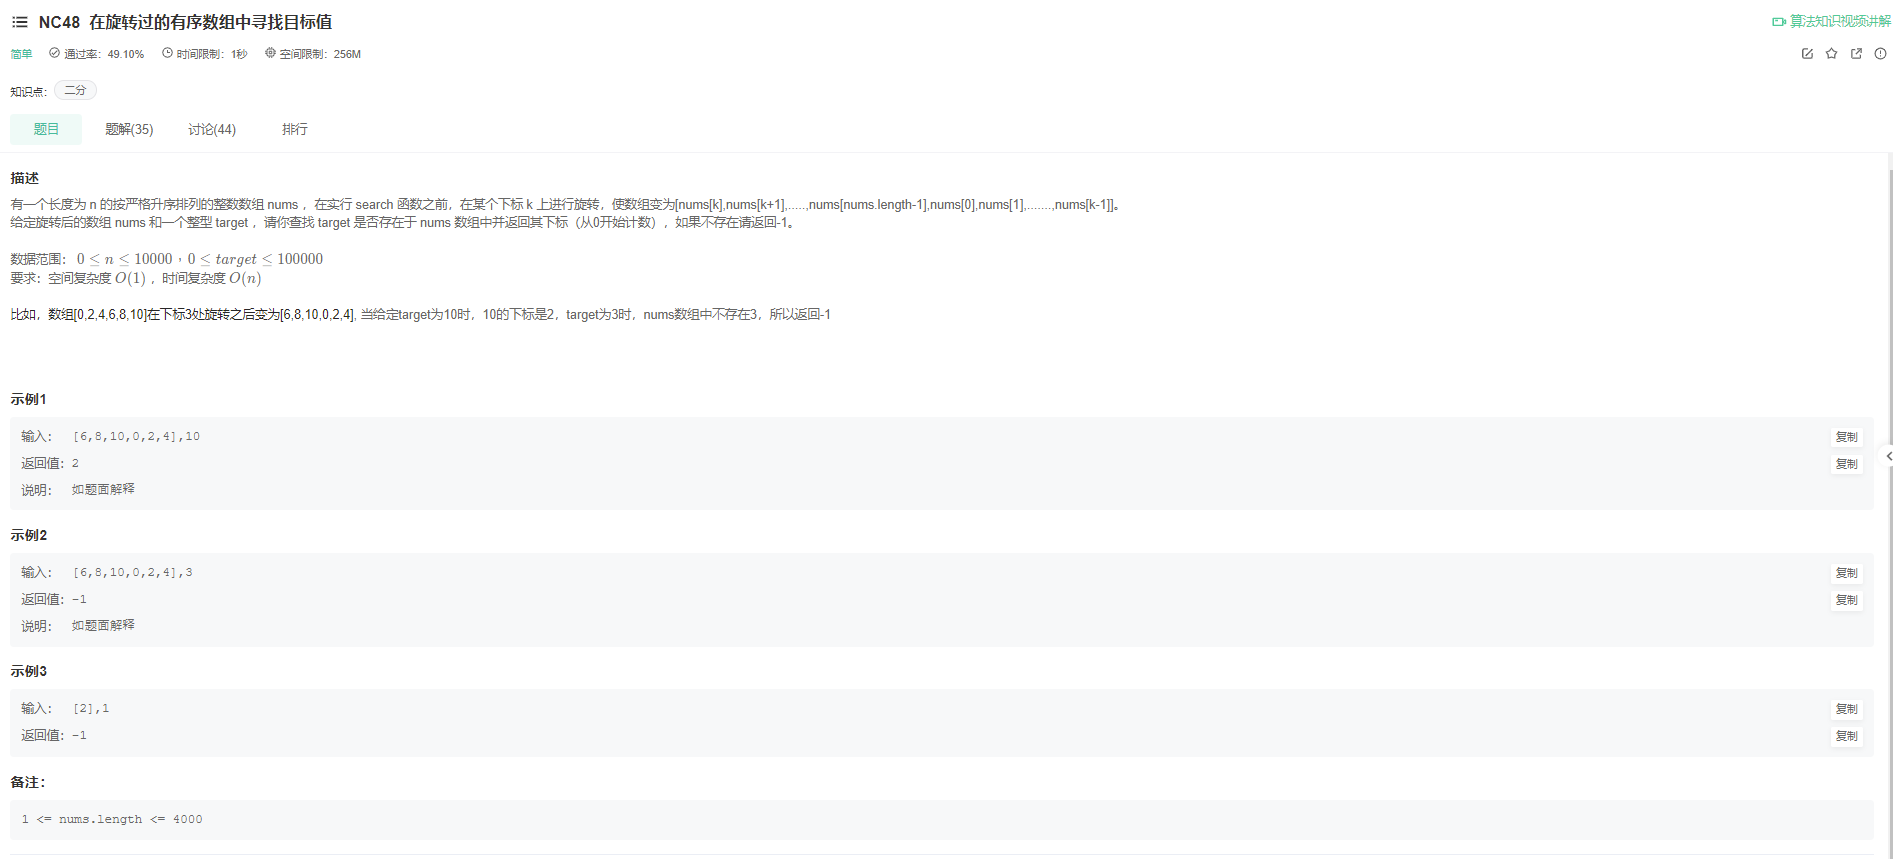 NC48 在旋转过的有序数组中寻找目标值
算法知识视频讲解
简单 通过率：49.10% 时间限制：1秒 空间限制：256M
知识点： 二分
题目 题解(35) 讨论(44) 排行
描述
有一个长度为 n 的按严格升序排列的整数数组 nums ，在实行 search 函数之前，在某个下标 k 上进行旋转，使数组变为[nums[k],nums[k+1],.....,nums[nums.length-1],nums[0],nums[1],.......,nums[k-1]]。
给定旋转后的数组 nums 和一个整型 target ，请你查找 target 是否存在于 nums 数组中并返回其下标（从0开始计数），如果不存在请返回-1。
数据范围： 0 ≤ n ≤ 10000 ，0 ≤ target ≤ 100000
要求：空间复杂度 O(1) ，时间复杂度 O(n)
比如，数组[0,2,4,6,8,10]在下标3处旋转之后变为[6,8,10,0,2,4], 当给定target为10时，10的下标是2，target为3时，nums数组中不存在3，所以返回-1
示例1
输入： [6,8,10,0,2,4],10 复制
返回值： 2 复制
说明： 如题面解释
示例2
输入： [6,8,10,0,2,4],3 复制
返回值： -1 复制
说明： 如题面解释
示例3
输入： [2],1 复制
返回值： -1 复制
备注：
1 <= nums.length <= 4000